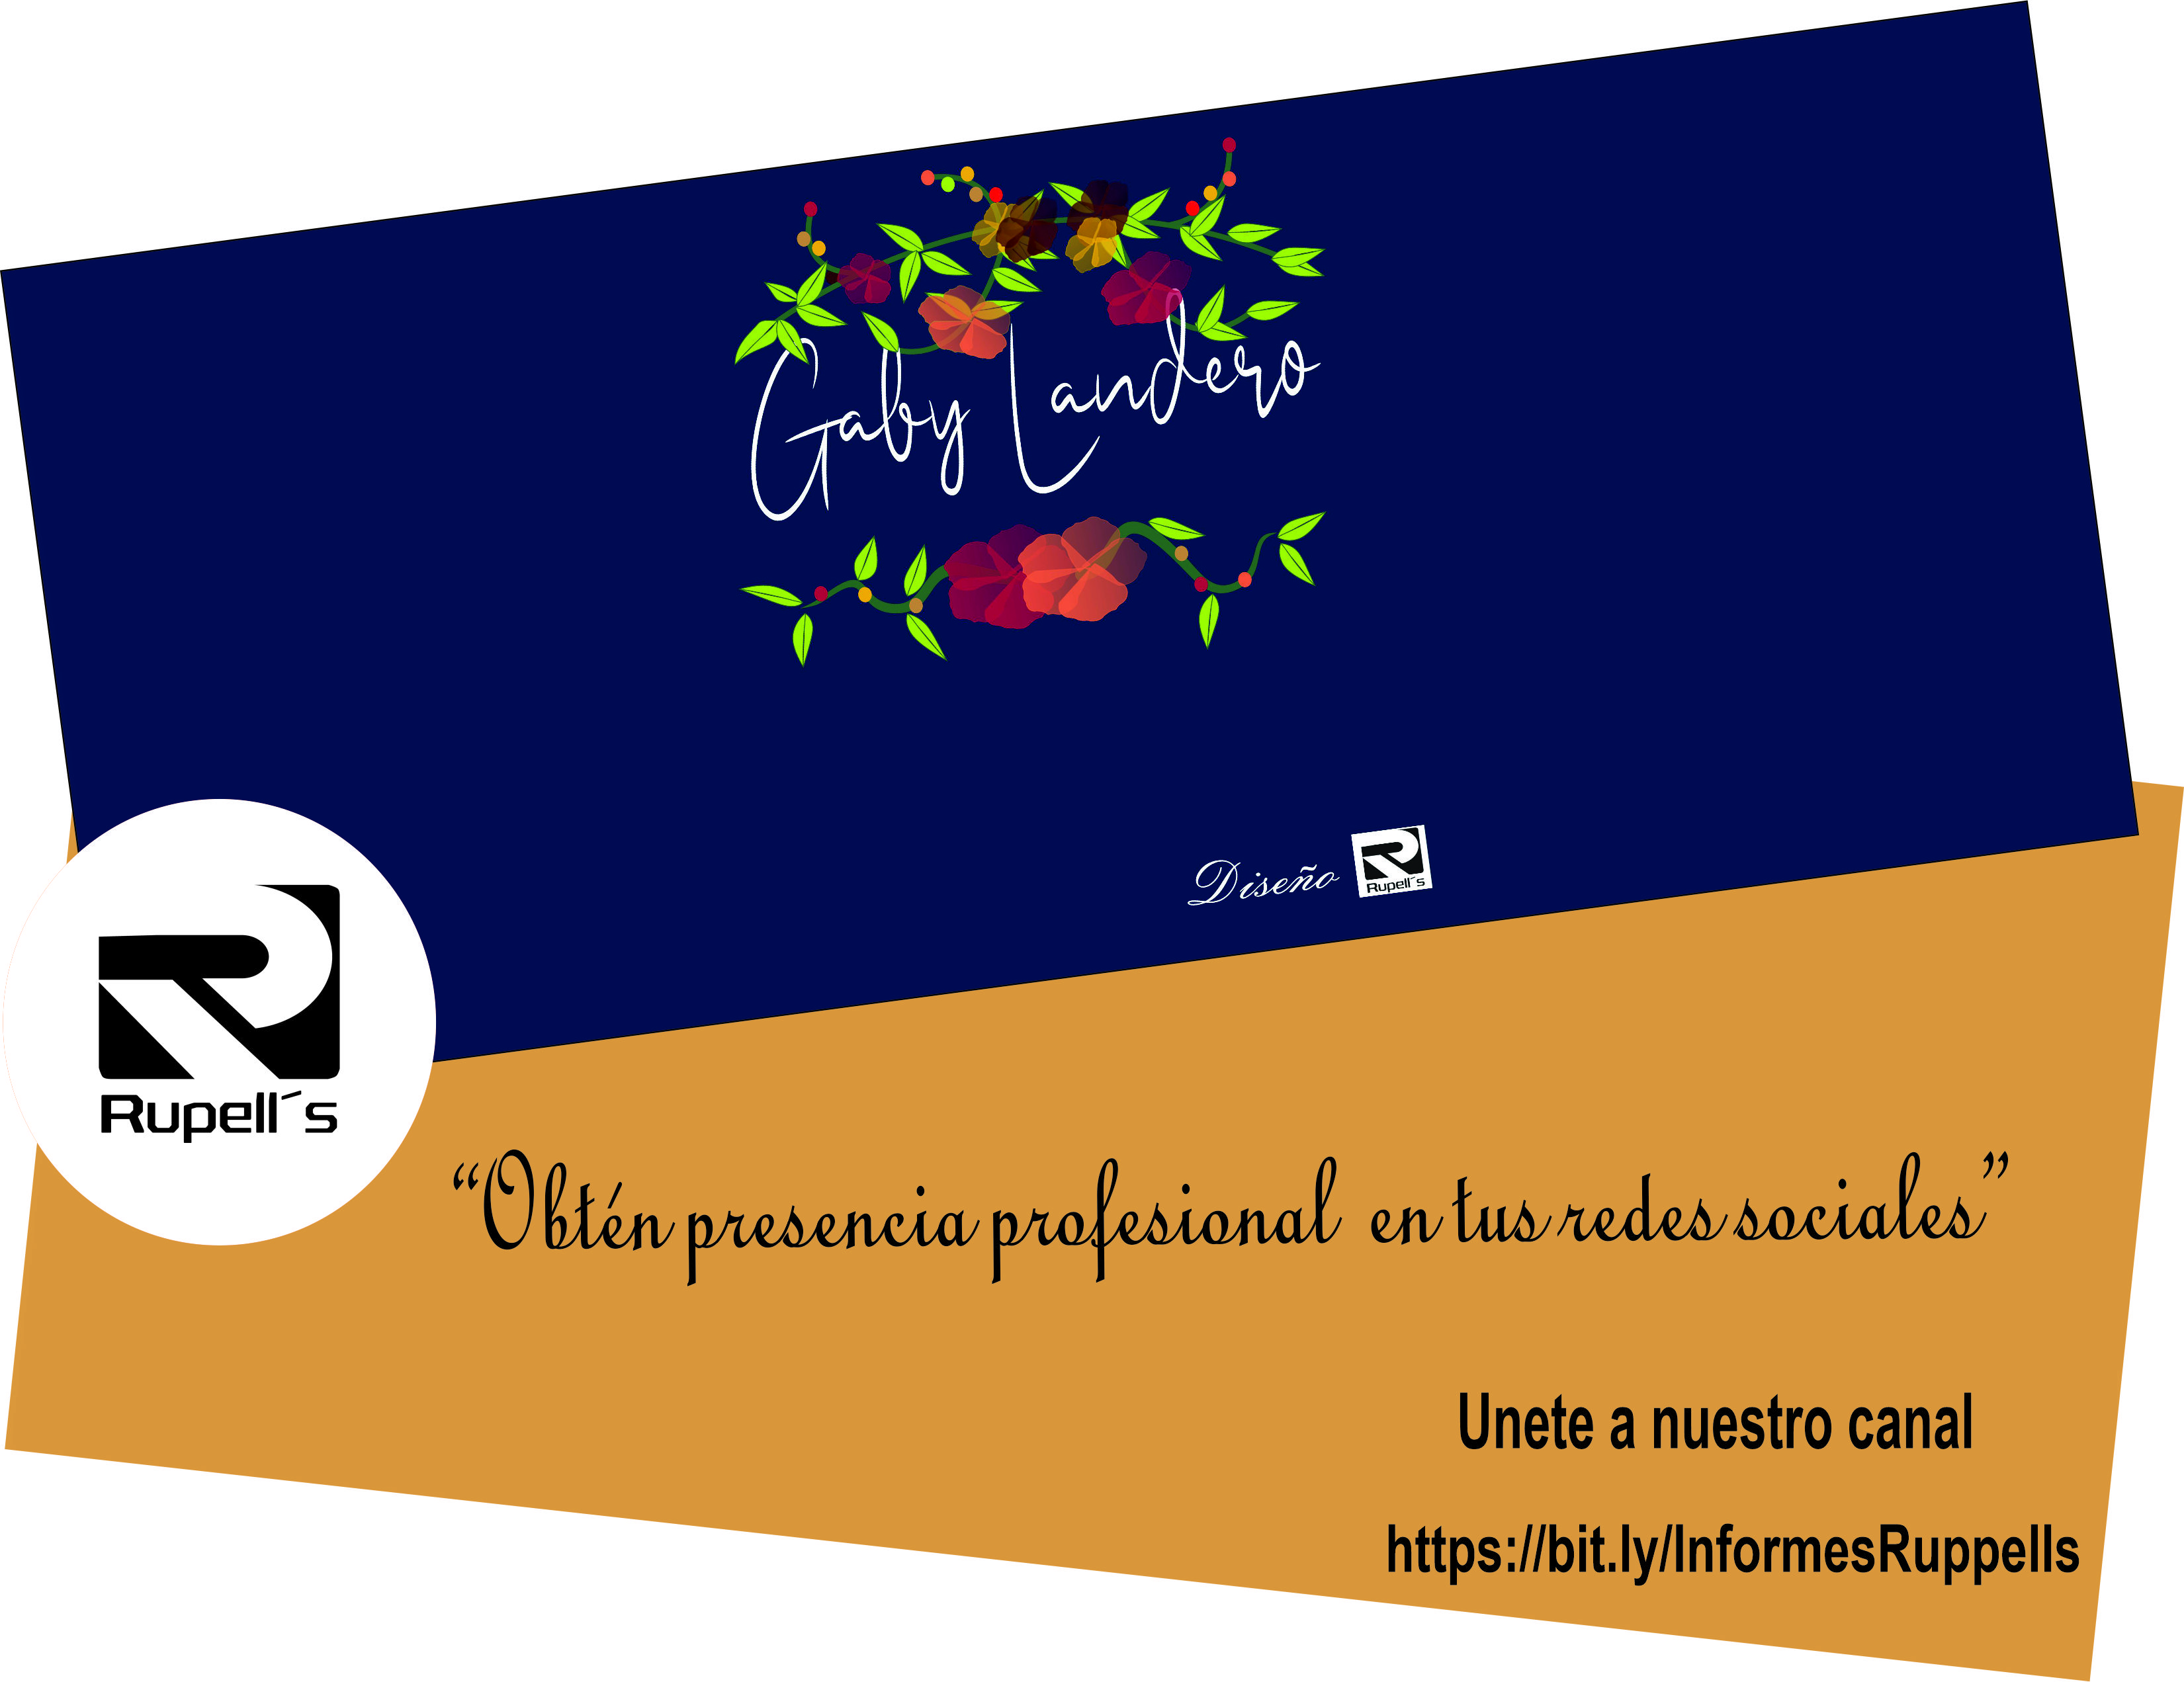 Gaby Landero
Diseño
Rupell´s
Rupell´s
“Obtén presencia profesional en tus redes sociales”
Unete a nuestro canal
https://bit.ly/InformesRuppells